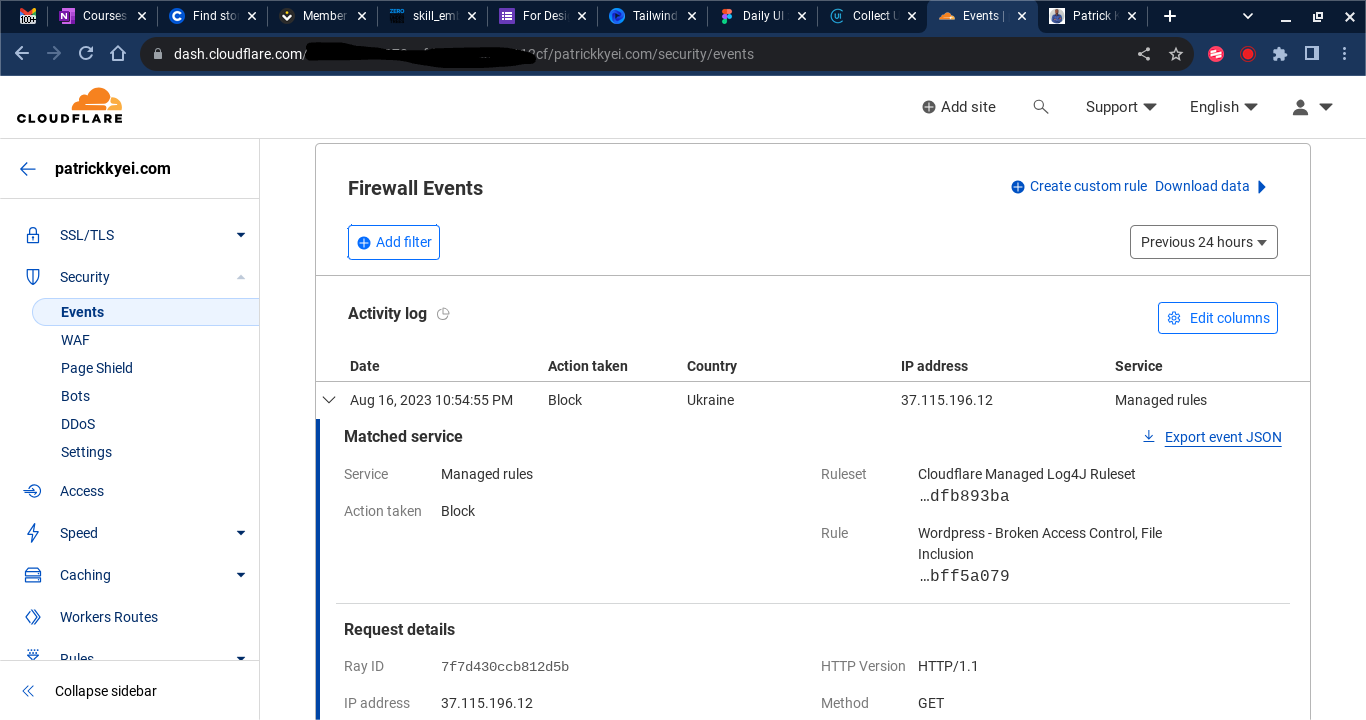 100+
Courses
Find sto
Member
skill_em
For Des
Tailwind
Daily UI
Collect U
Events |
Patrick
dash.cloudflare.com/
cf/patrickkyei.com/security/events
CLOUDFLARE
Add site
Support
English
patrickkyei.com
SSL/TLS
Security
Events
WAF
Page Shield
Bots
DDoS
Settings
Access
Speed
Caching
Workers Routes
Rules
Collapse sidebar
Firewall Events
Create custom rule
Download data
Add filter
Previous 24 hours
Activity log
Edit columns
Date Action taken Country IP address Service
Aug 16, 2023 10:54:55 PM Block Ukraine 37.115.196.12 Managed rules
Matched service
Export event JSON
Service Managed rules
Action taken Block
Ruleset Cloudflare Managed Log4J Ruleset
…dfb893ba
Rule Wordpress - Broken Access Control, File
Inclusion
…bff5a079
Request details
Ray ID 7f7d430ccb812d5b
HTTP Version HTTP/1.1
IP address 37.115.196.12
Method GET